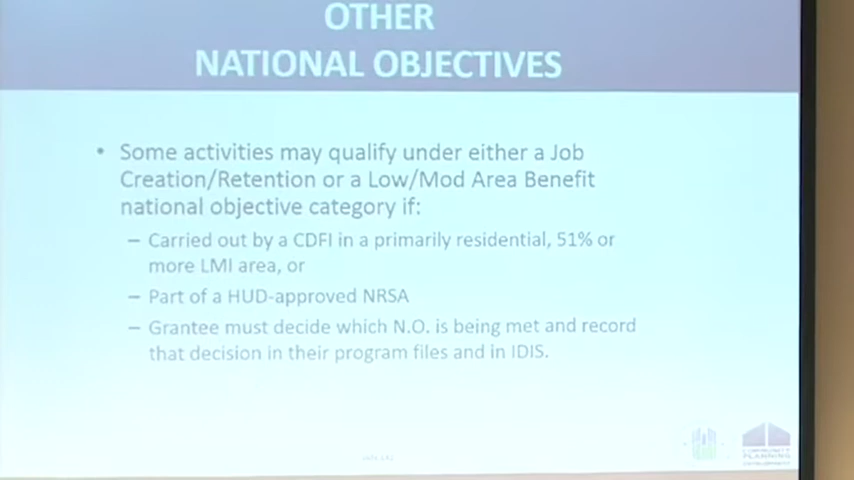 OTHER
NATIONAL OBJECTIVES
• Some activities may qualify under either a Job
Creation/Retention or a Low/Mod Area Benefit
national objective category if:
– Carried out by a CDFI in a primarily residential, 51% or
more LMI area, or
– Part of a HUD-approved NRSA
– Grantee must decide which N.O. is being met and record
that decision in their program files and in IDIS.
COMMUNITY
PLANNING
DEVELOPMENT